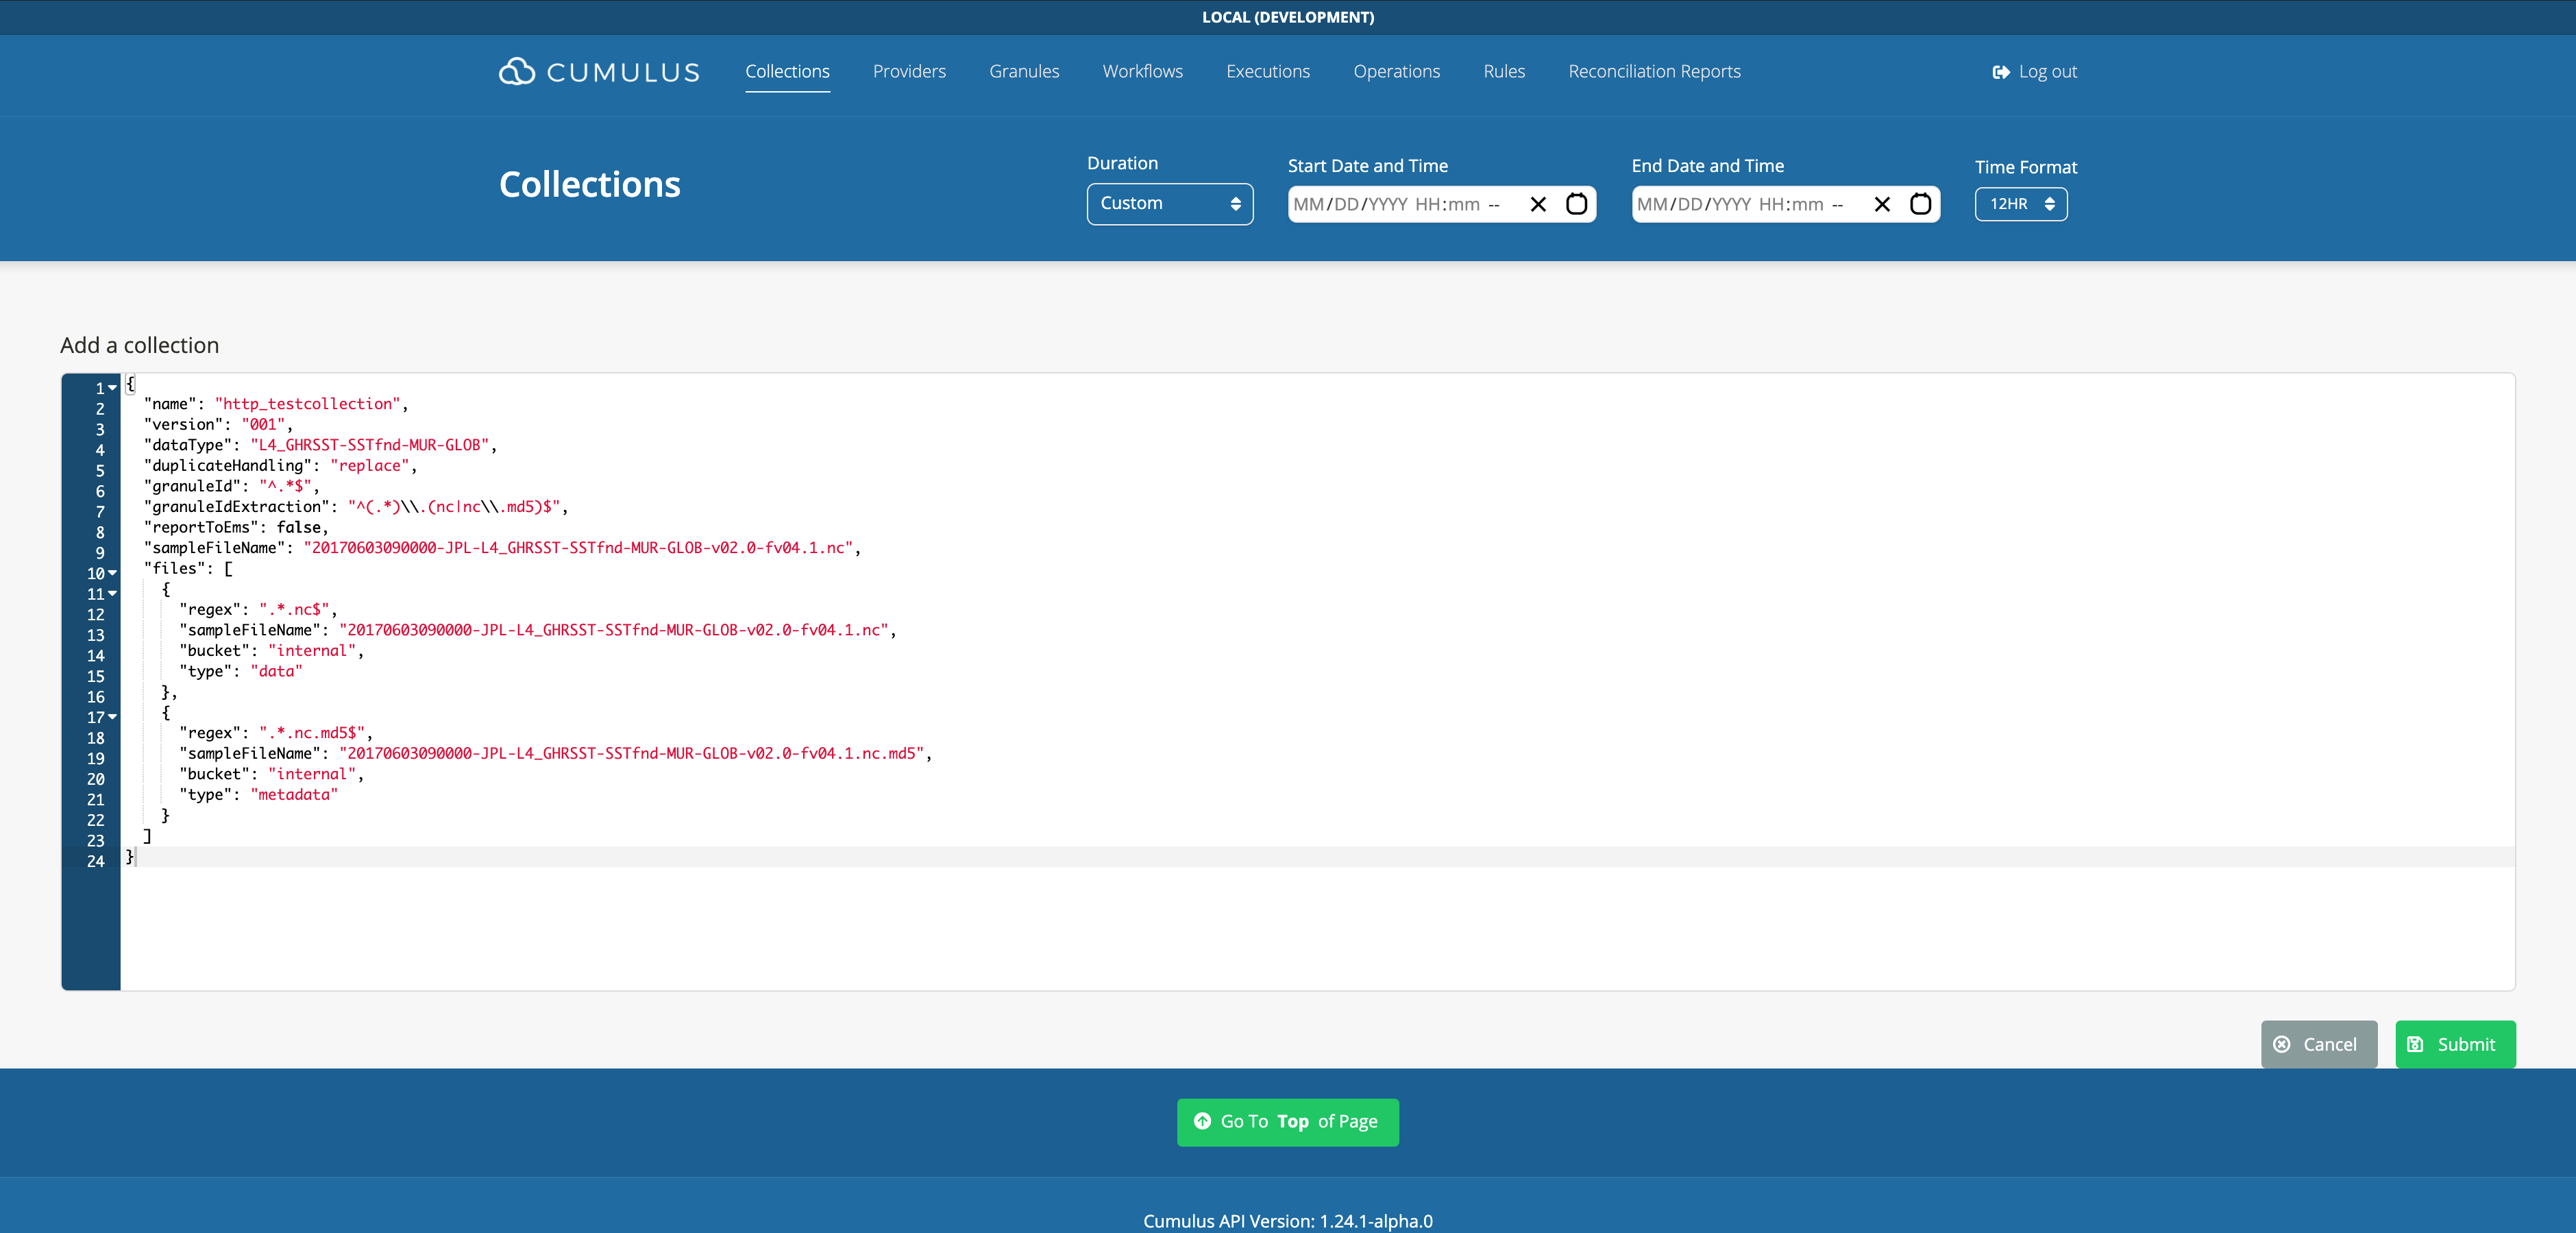 LOCAL (DEVELOPMENT)
CUMULUS Collections Providers Granules Workflows Executions Operations Rules Reconciliation Reports Log out
Collections
Duration
Custom
Start Date and Time
MM/DD/YYYY HH:mm --
End Date and Time
MM/DD/YYYY HH:mm --
Time Format
12HR
Add a collection
1 {
2 "name": "http_testcollection",
3 "version": "001",
4 "dataType": "L4_GHRSST-SSTfnd-MUR-GLOB",
5 "duplicateHandling": "replace",
6 "granuleId": "^.*$",
7 "granuleIdExtraction": "^(.*)\\.(nc|nc\\.md5)$",
8 "reportToEms": false,
9 "sampleFileName": "20170603090000-JPL-L4_GHRSST-SSTfnd-MUR-GLOB-v02.0-fv04.1.nc",
10 "files": [
11 {
12 "regex": ".*.nc$",
13 "sampleFileName": "20170603090000-JPL-L4_GHRSST-SSTfnd-MUR-GLOB-v02.0-fv04.1.nc",
14 "bucket": "internal",
15 "type": "data"
16 },
17 {
18 "regex": ".*.nc.md5$",
19 "sampleFileName": "20170603090000-JPL-L4_GHRSST-SSTfnd-MUR-GLOB-v02.0-fv04.1.nc.md5",
20 "bucket": "internal",
21 "type": "metadata"
22 }
23 ]
24 }
Cancel Submit
Go To Top of Page
Cumulus API Version: 1.24.1-alpha.0